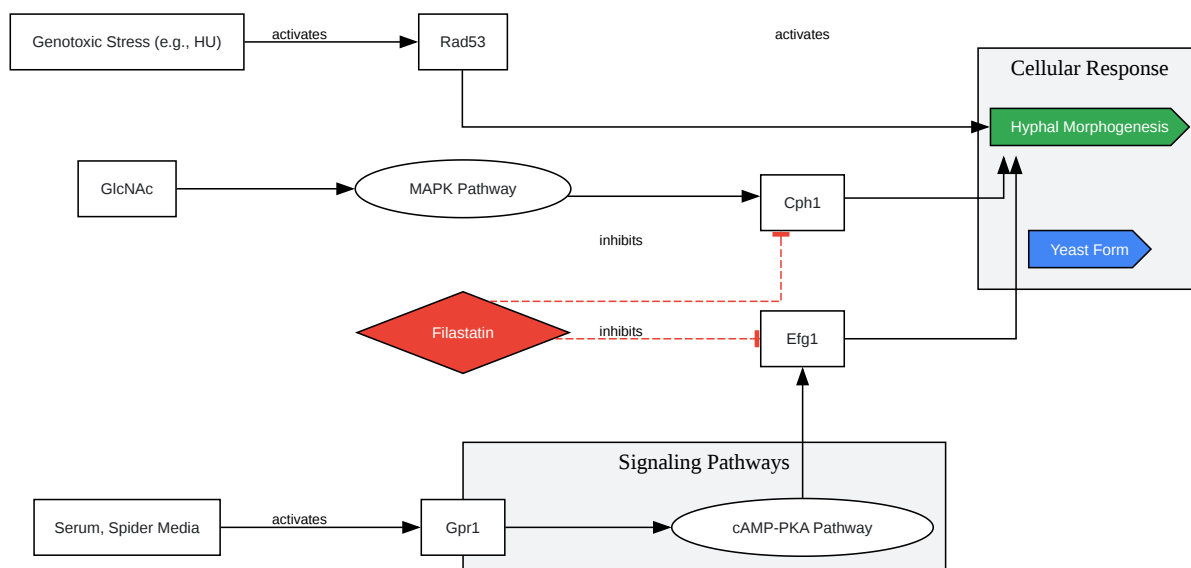 Genotoxic Stress (e.g., HU)
activates
Rad53
activates
Cellular Response
Hyphal Morphogenesis
GlcNAc
MAPK Pathway
Cph1
inhibits
Yeast Form
Filastatin
inhibits
Efg1
Signaling Pathways
Serum, Spider Media
activates
Gpr1
cAMP-PKA Pathway